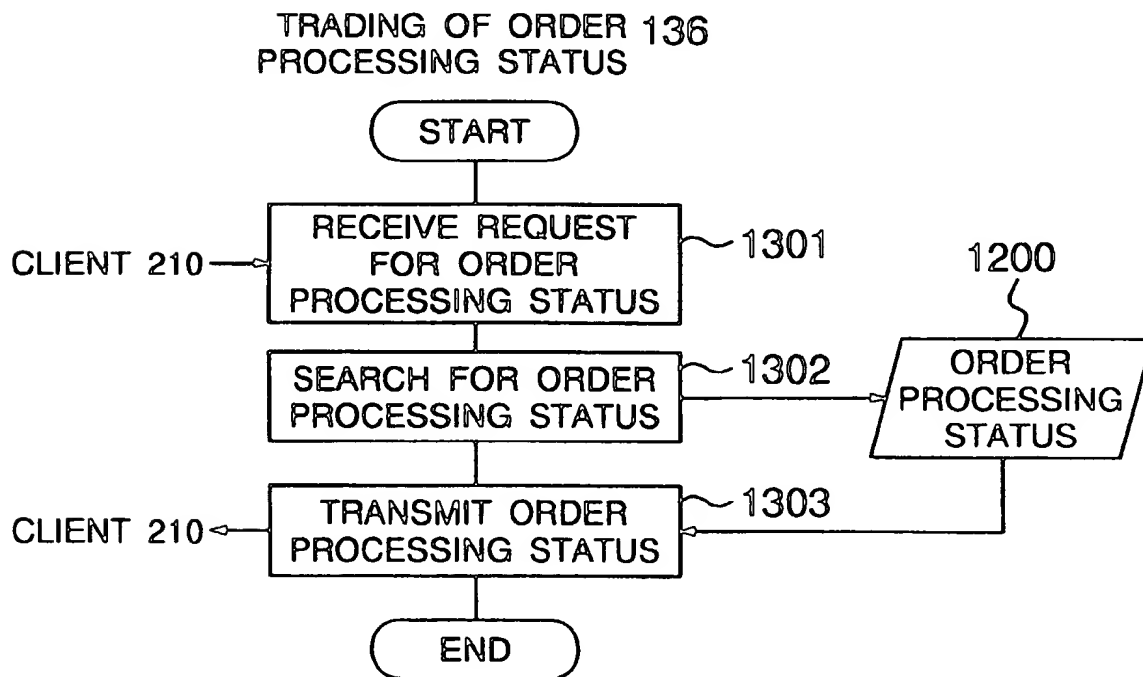 TRADING OF ORDER 136
PROCESSING STATUS
START
RECEIVE REQUEST
FOR ORDER
PROCESSING STATUS
1301
CLIENT 210
SEARCH FOR ORDER
PROCESSING STATUS
1302
1200
ORDER
PROCESSING
STATUS
TRANSMIT ORDER
PROCESSING STATUS
1303
CLIENT 210
END